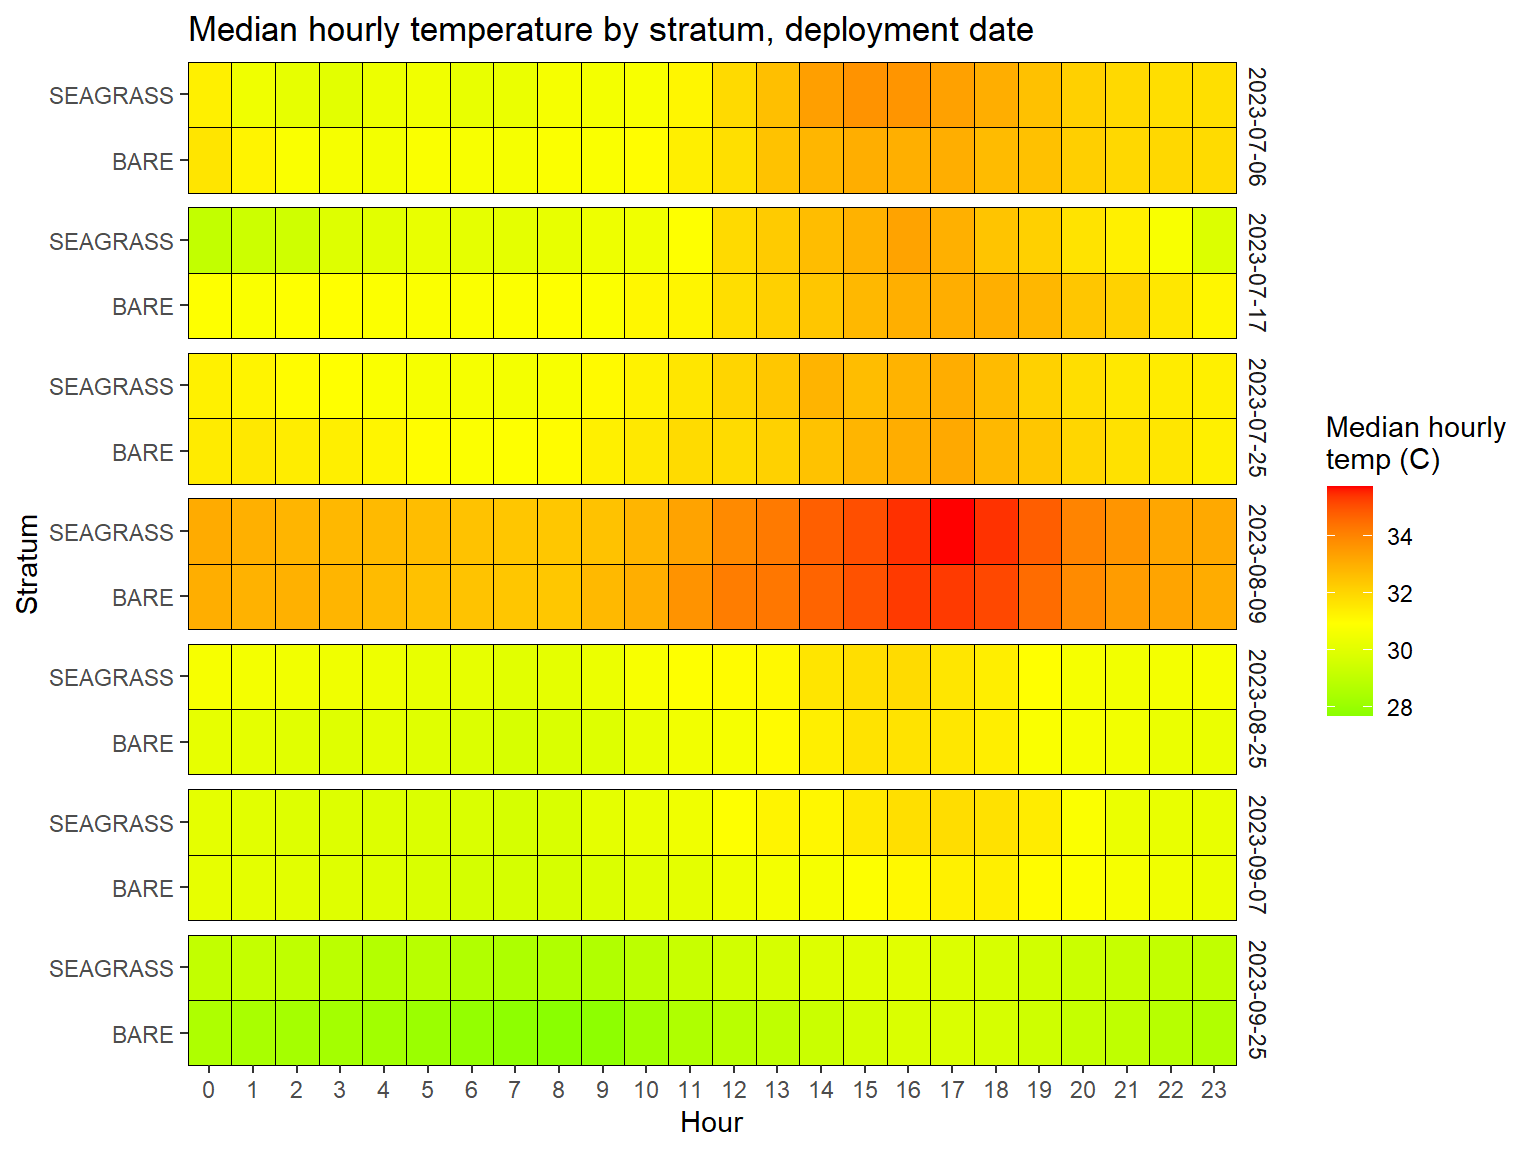 Median hourly temperature by stratum, deployment date
SEAGRASS
BARE
2023-07-06
SEAGRASS
BARE
2023-07-17
SEAGRASS
BARE
2023-07-25
SEAGRASS
BARE
2023-08-09
SEAGRASS
BARE
2023-08-25
SEAGRASS
BARE
2023-09-07
SEAGRASS
BARE
2023-09-25
Stratum
0 1 2 3 4 5 6 7 8 9 10 11 12 13 14 15 16 17 18 19 20 21 22 23
Hour
Median hourly
temp (C)
34
32
30
28